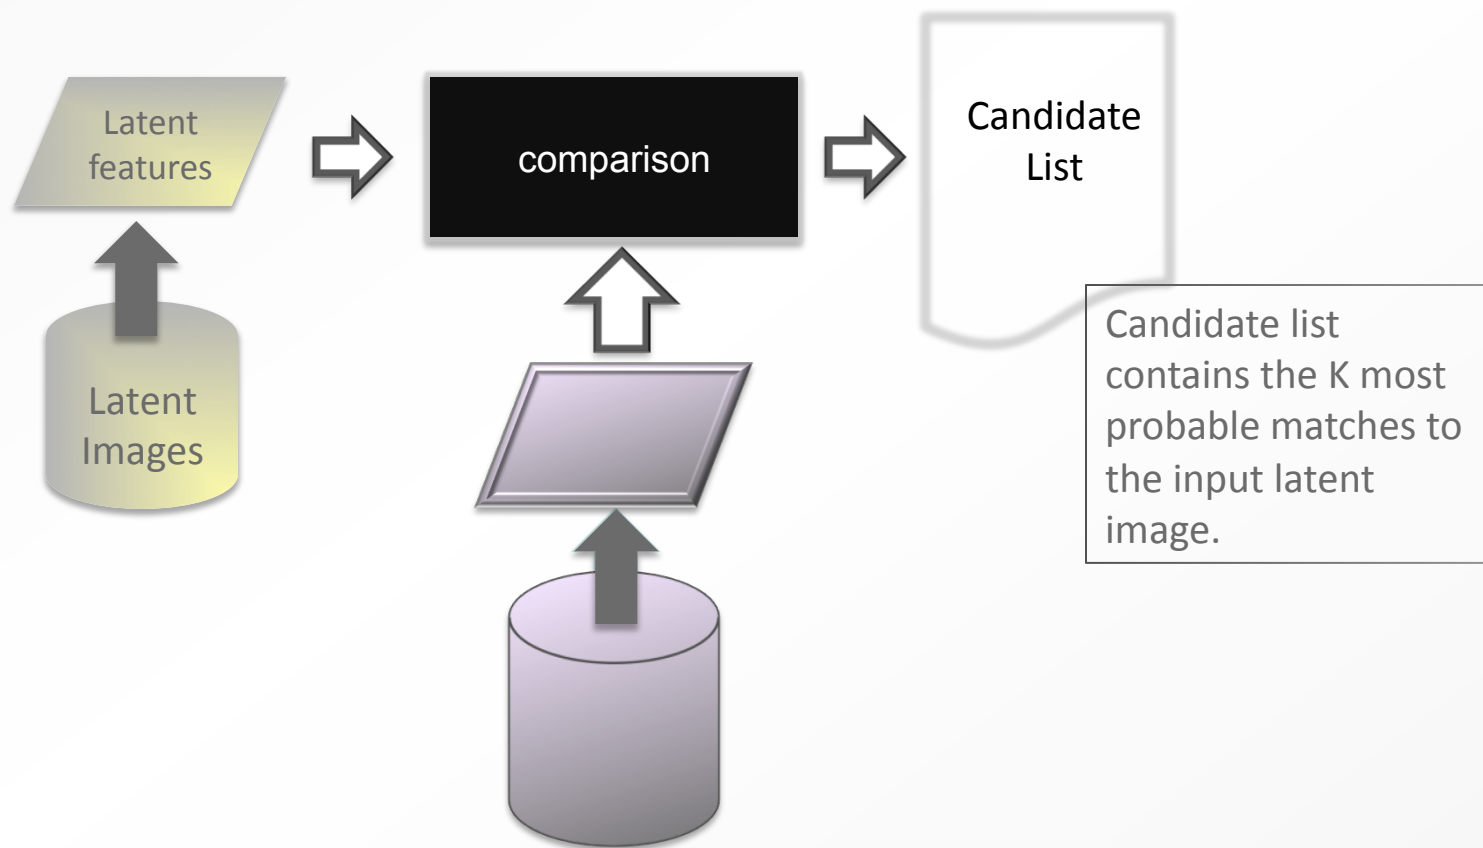 Latent
features
comparison
Candidate
List
Latent
Images
Candidate list
contains the K most
probable matches to
the input latent
image.